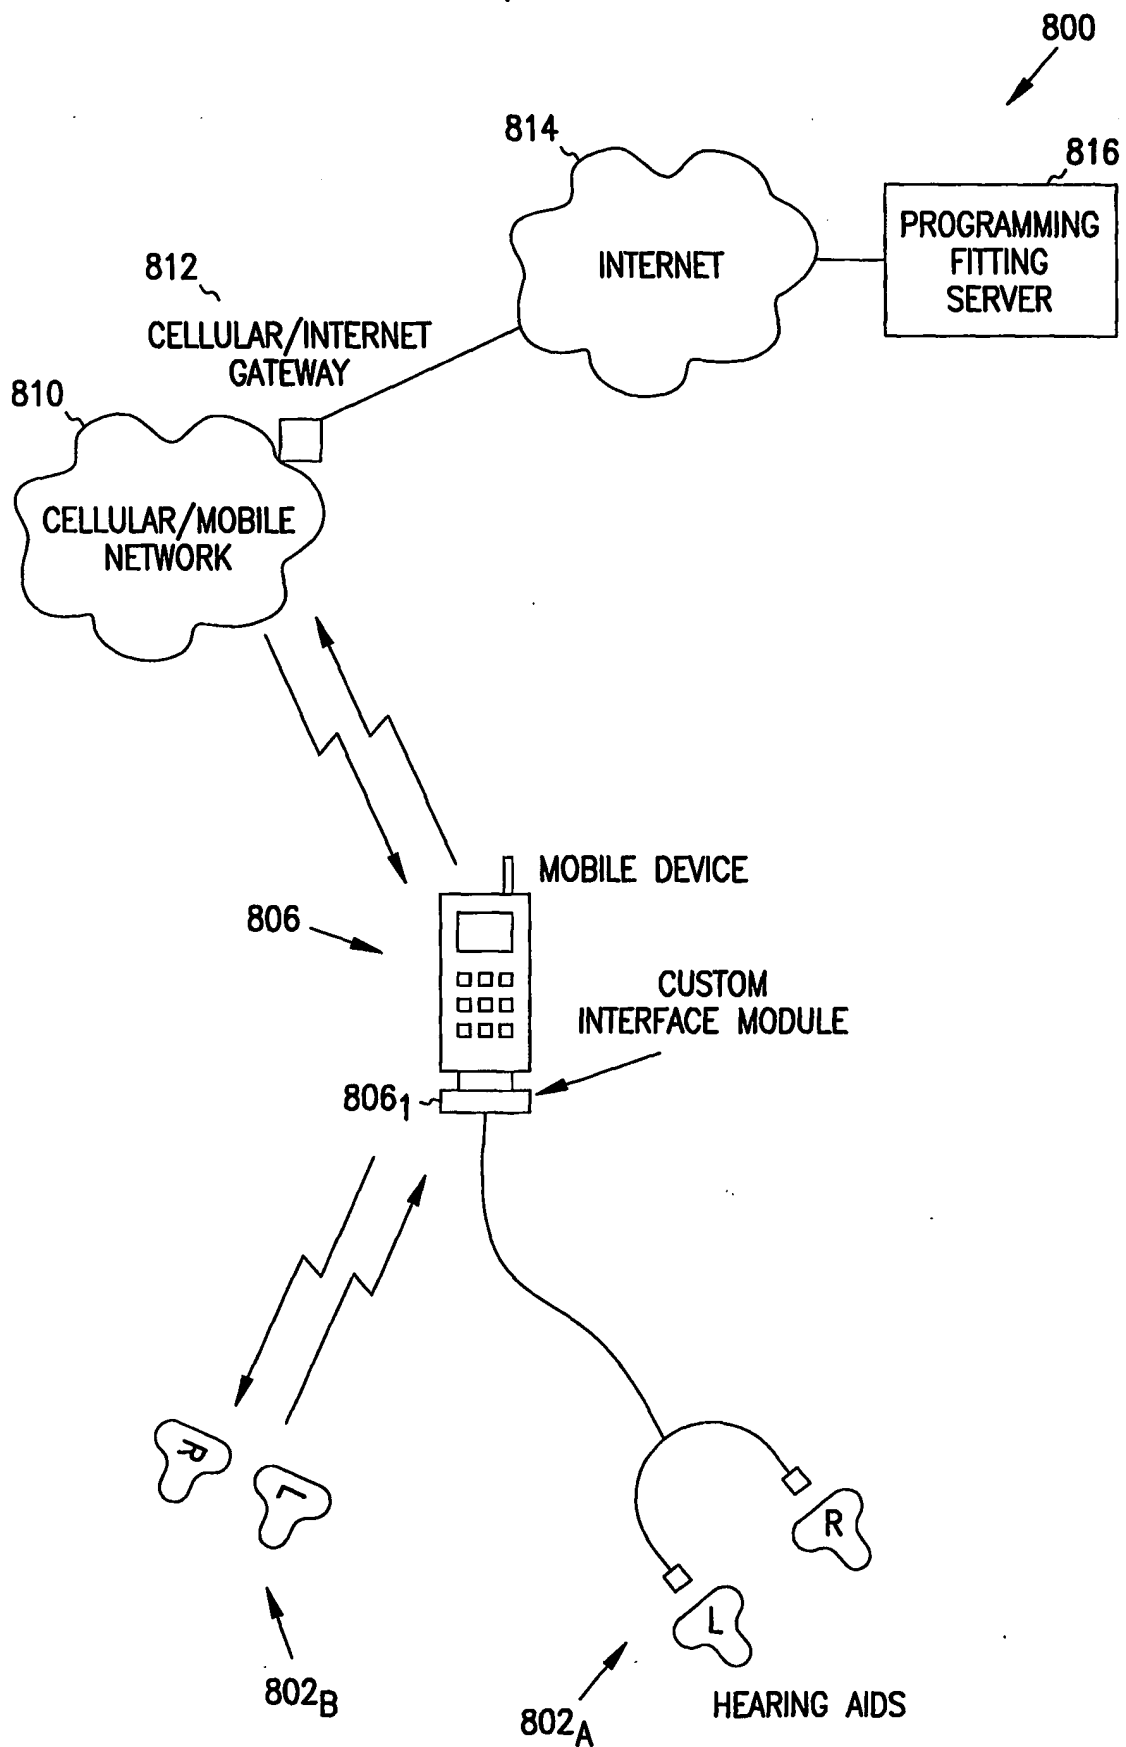 800
814
816
PROGRAMMING
FITTING
SERVER
INTERNET
812
CELLULAR/INTERNET
GATEWAY
810
CELLULAR/MOBILE
NETWORK
MOBILE DEVICE
806
CUSTOM
INTERFACE MODULE
806₁
R
L
R
L
802B
802A
HEARING AIDS